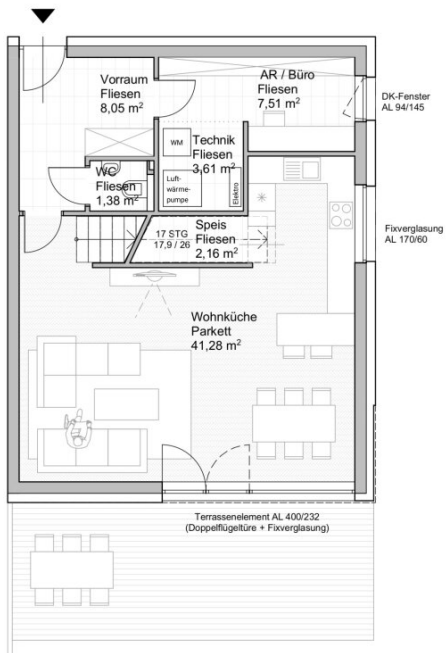 Vorraum
Fliesen
8,05 m²
AR / Büro
Fliesen
7,51 m²
DK-Fenster
AL 94/145
WM
Technik
Fliesen
3,61 m²
WC
Fliesen
1,38 m²
Luft-
wärme-
pumpe
Elektro
Fixverglasung
AL 170/60
17 STG
17,9 / 26
Speis
Fliesen
2,16 m²
Wohnküche
Parkett
41,28 m²
Terrassenelement AL 400/232
(Doppelflügeltüre + Fixverglasung)